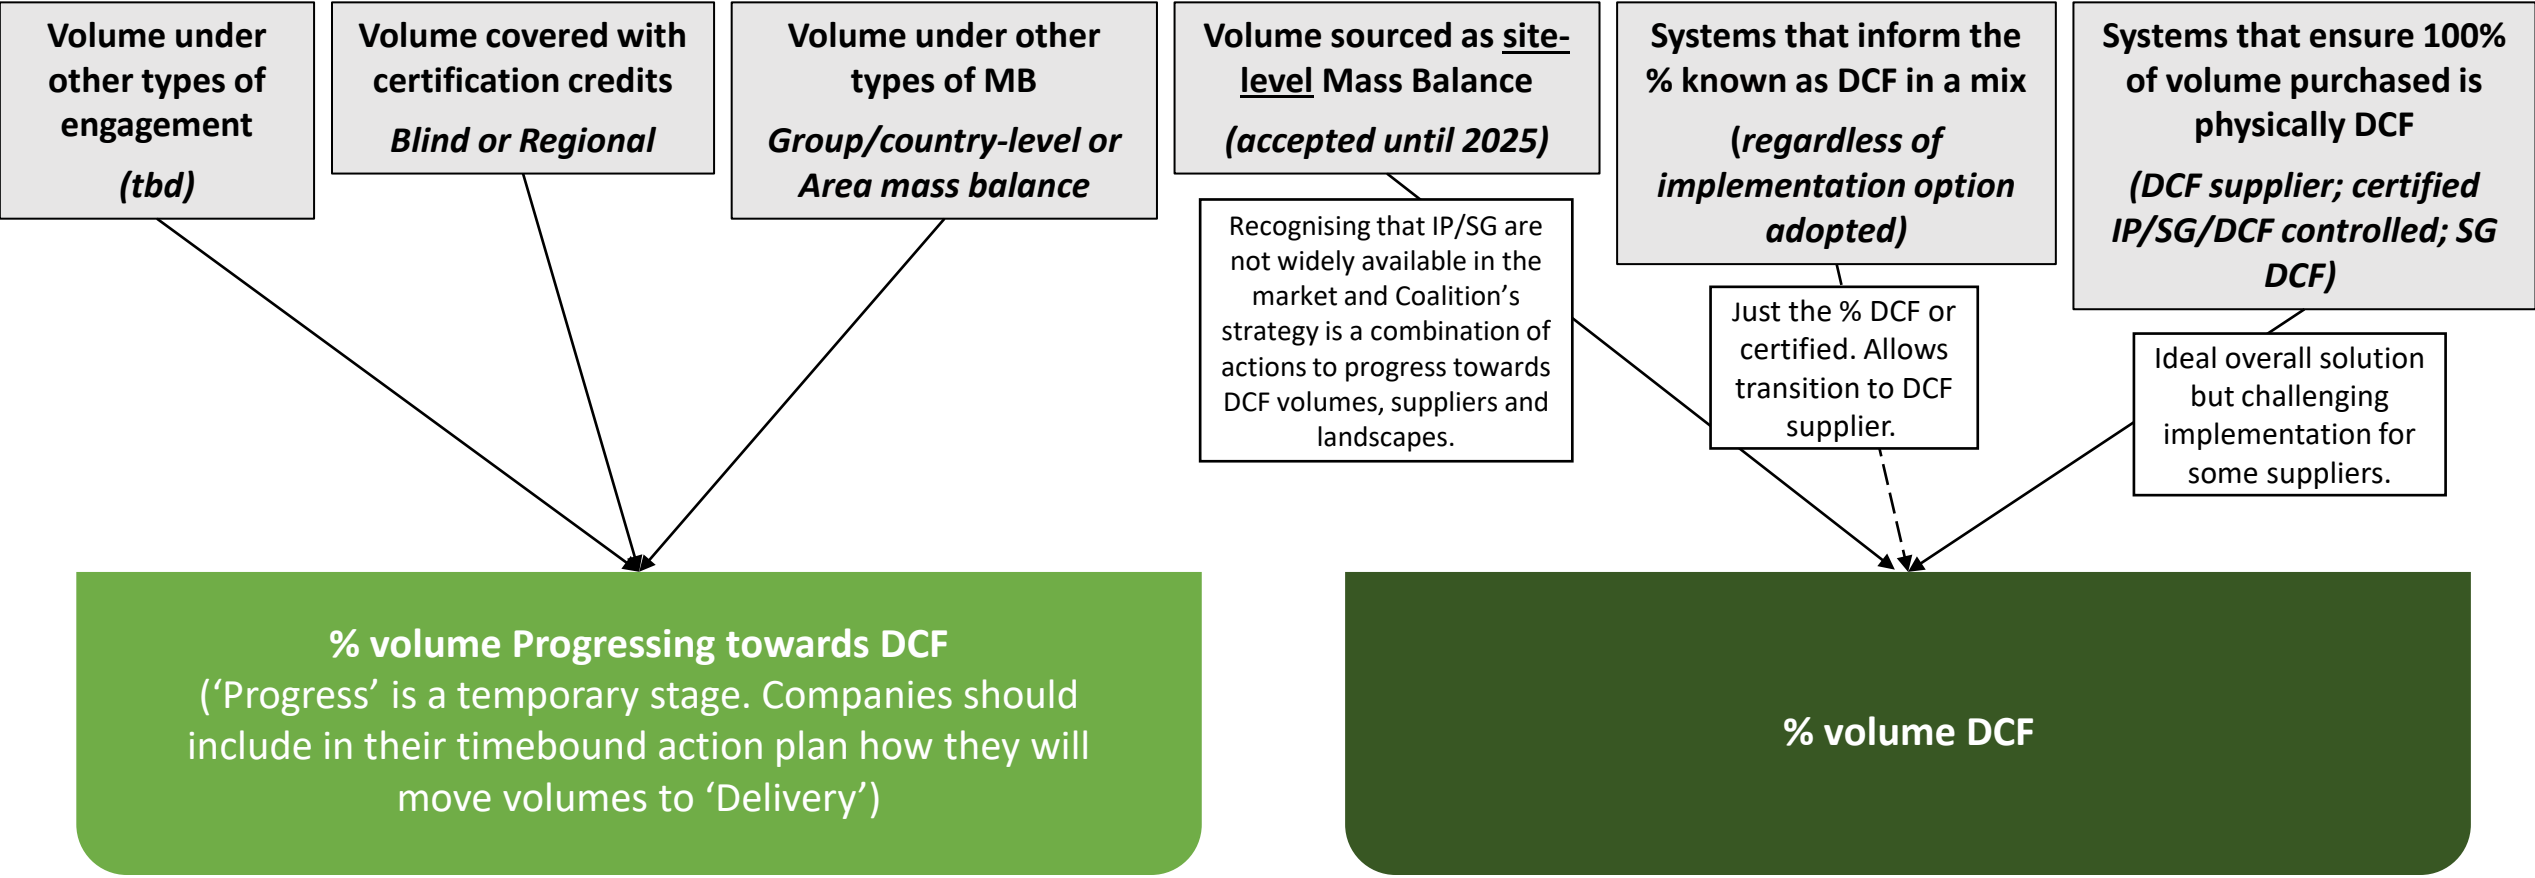 Volume under
other types of
engagement
(tbd)
Volume covered with
certification credits
Blind or Regional
Volume under other
types of MB
Group/country-level or
Area mass balance
Volume sourced as site-
level Mass Balance
(accepted until 2025)
Systems that inform the
% known as DCF in a mix
(regardless of
implementation option
adopted)
Systems that ensure 100%
of volume purchased is
physically DCF
(DCF supplier; certified
IP/SG/DCF controlled; SG
DCF)
Recognising that IP/SG are
not widely available in the
market and Coalition’s
strategy is a combination of
actions to progress towards
DCF volumes, suppliers and
landscapes.
Just the % DCF or
certified. Allows
transition to DCF
supplier.
Ideal overall solution
but challenging
implementation for
some suppliers.
% volume Progressing towards DCF
(‘Progress’ is a temporary stage. Companies should
include in their timebound action plan how they will
move volumes to ‘Delivery’)
% volume DCF